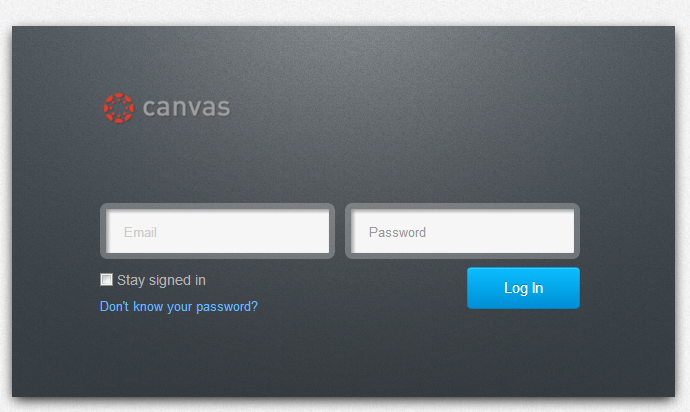 canvas
Email
Password
Stay signed in
Log In
Don't know your password?